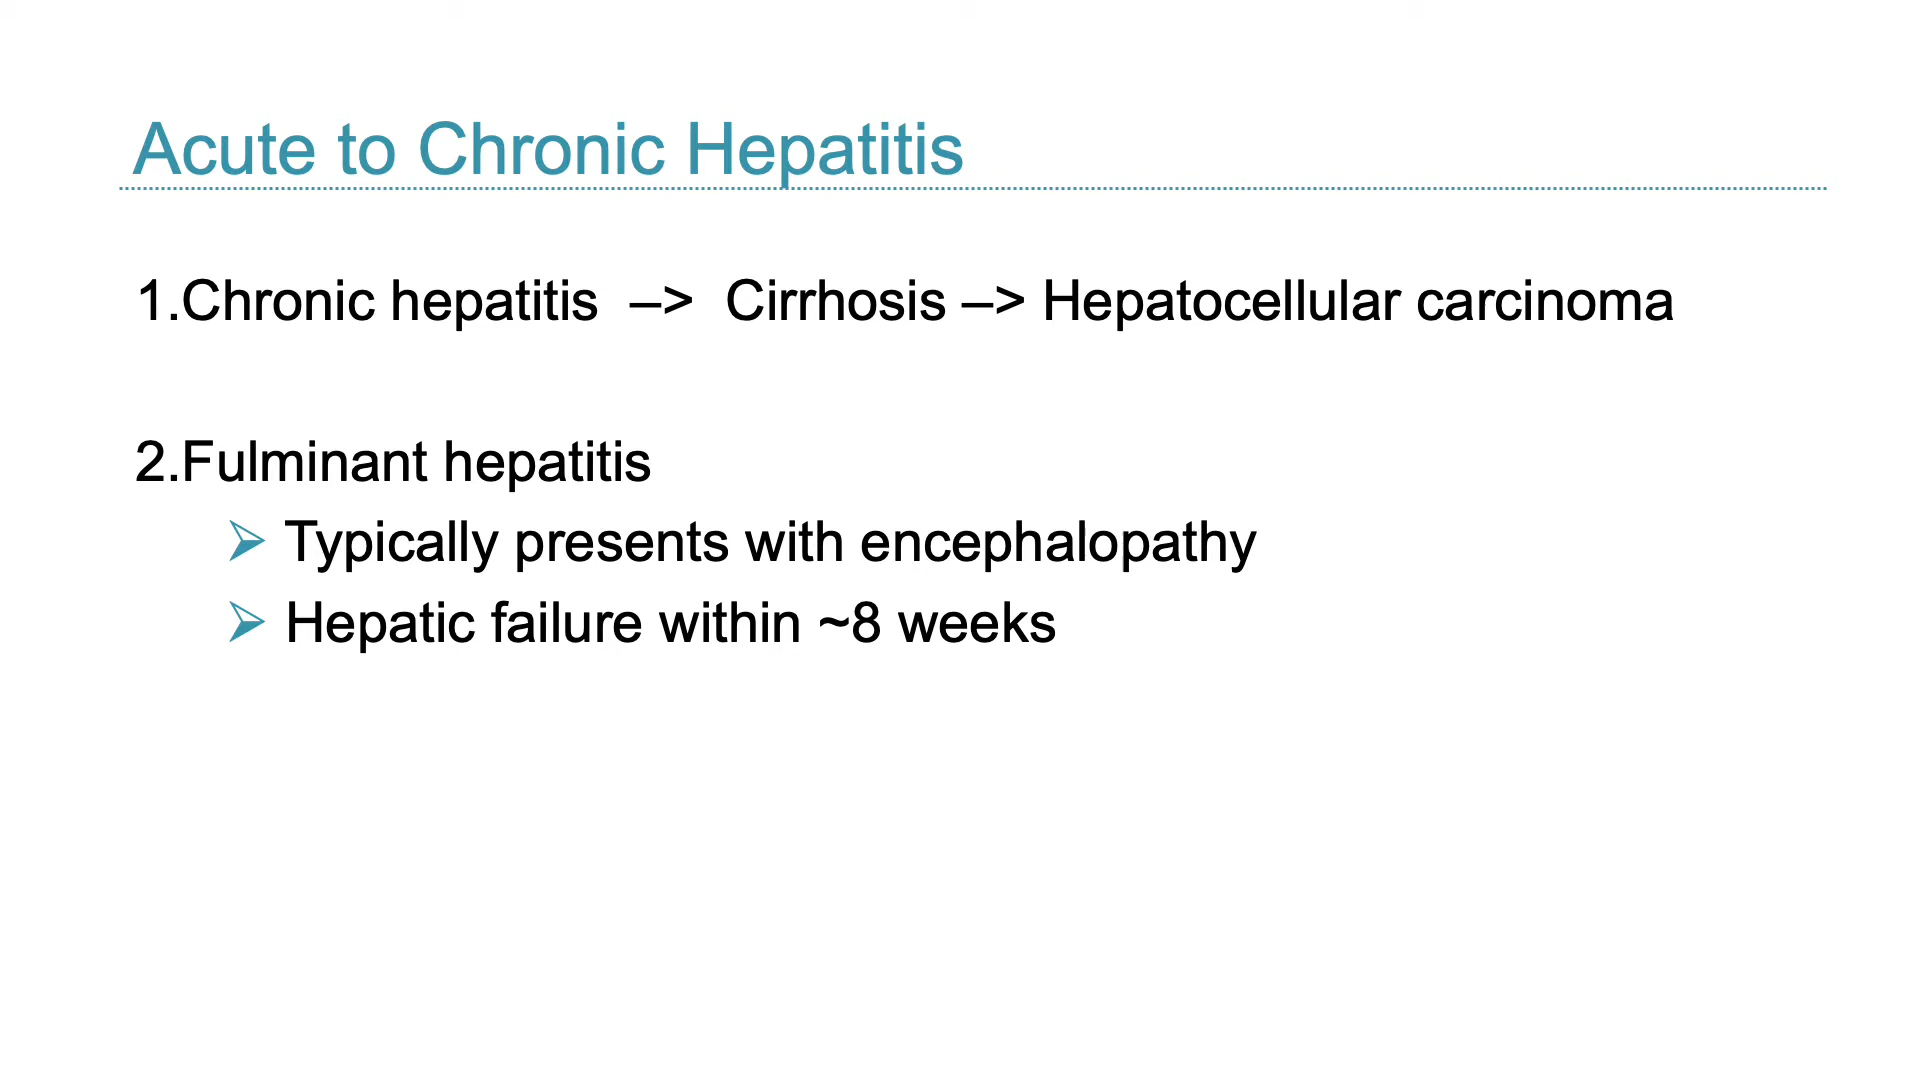 Acute to Chronic Hepatitis
1.Chronic hepatitis –> Cirrhosis –> Hepatocellular carcinoma
2.Fulminant hepatitis
➢ Typically presents with encephalopathy
➢ Hepatic failure within ~8 weeks